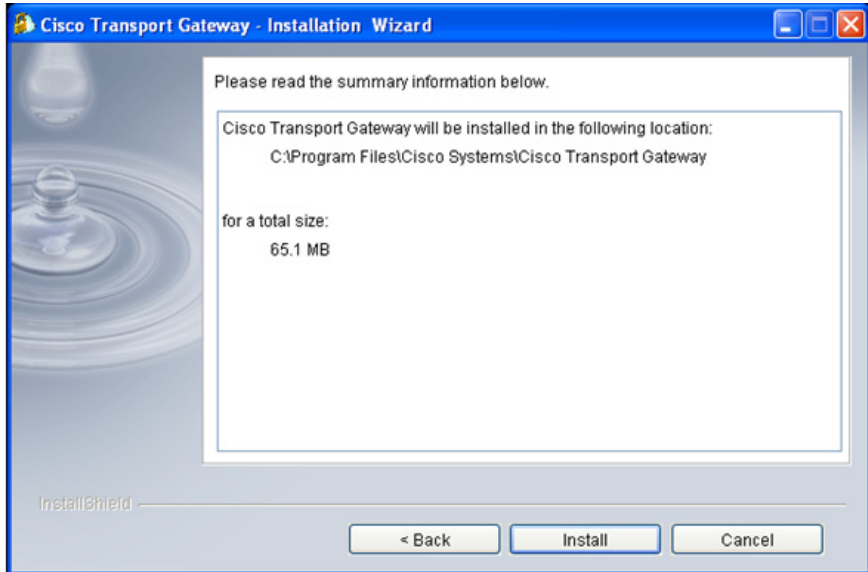 Cisco Transport Gateway - Installation Wizard
Please read the summary information below.
Cisco Transport Gateway will be installed in the following location:
C:\Program Files\Cisco Systems\Cisco Transport Gateway
for a total size:
65.1 MB
InstallShield
< Back
Install
Cancel